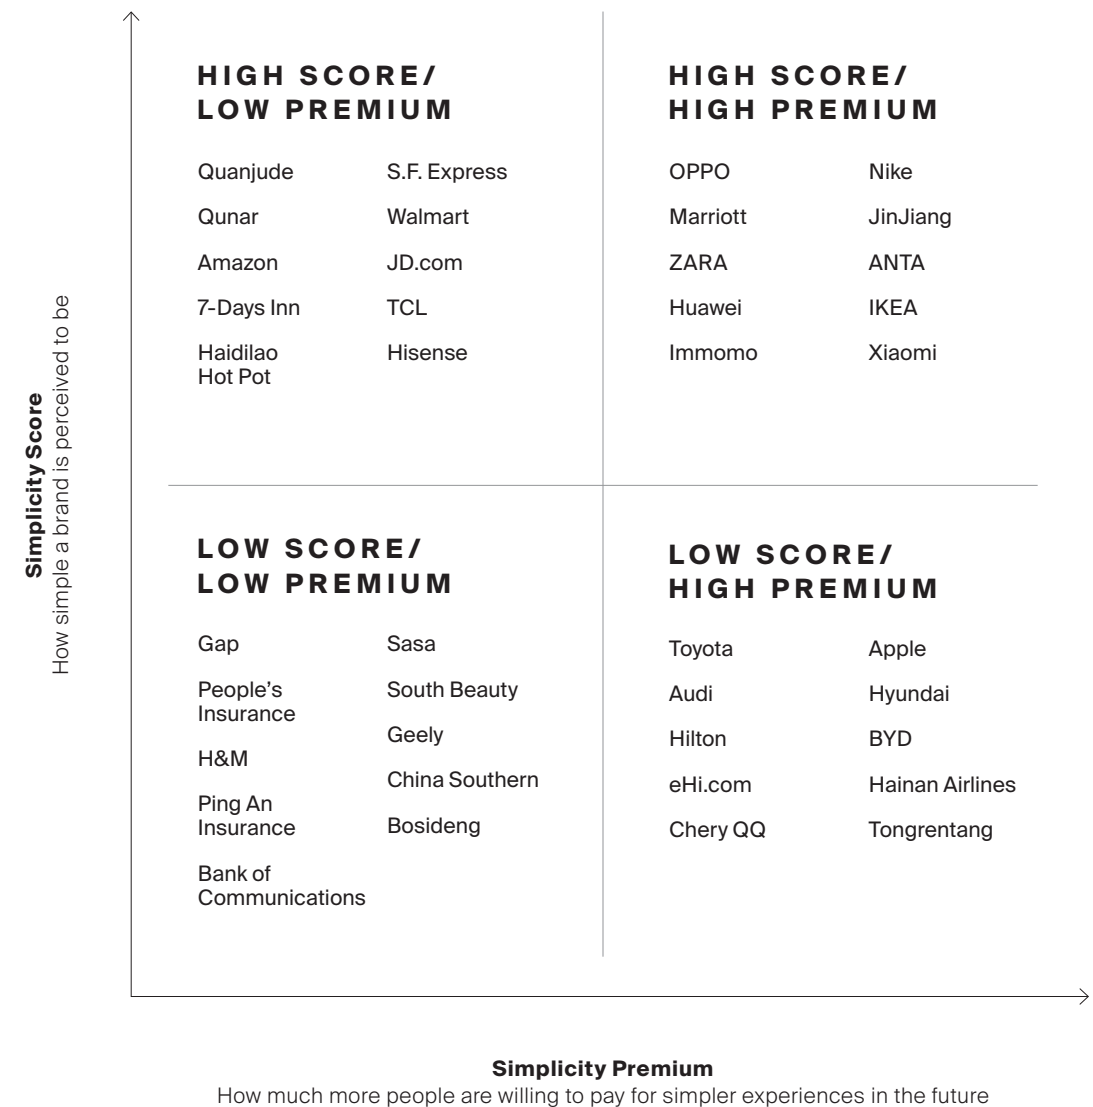 HIGH SCORE/
LOW PREMIUM
Quanjude
Qunar
Amazon
7-Days Inn
Haidilao
Hot Pot
S.F. Express
Walmart
JD.com
TCL
Hisense
HIGH SCORE/
HIGH PREMIUM
OPPO
Marriott
ZARA
Huawei
Immomo
Nike
JinJiang
ANTA
IKEA
Xiaomi
Simplicity Score
How simple a brand is perceived to be
LOW SCORE/
LOW PREMIUM
Gap
People’s
Insurance
H&M
Ping An
Insurance
Bank of
Communications
Sasa
South Beauty
Geely
China Southern
Bosideng
LOW SCORE/
HIGH PREMIUM
Toyota
Audi
Hilton
eHi.com
Chery QQ
Apple
Hyundai
BYD
Hainan Airlines
Tongrentang
Simplicity Premium
How much more people are willing to pay for simpler experiences in the future